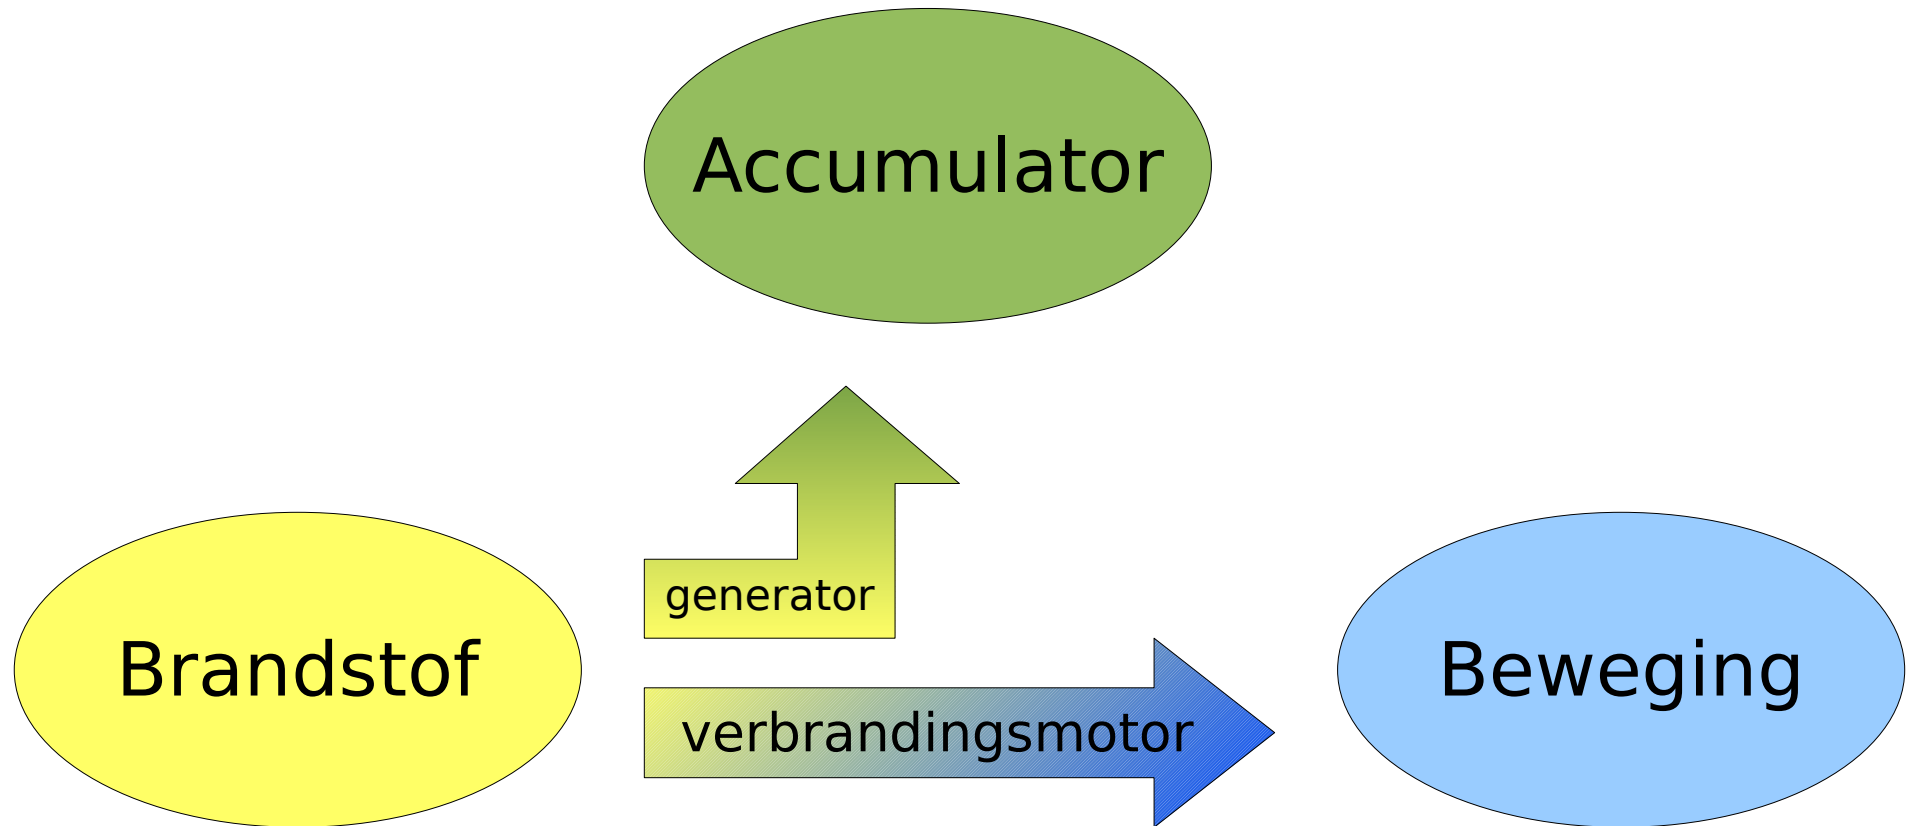 Accumulator
generator
Brandstof
verbrandingsmotor
Beweging